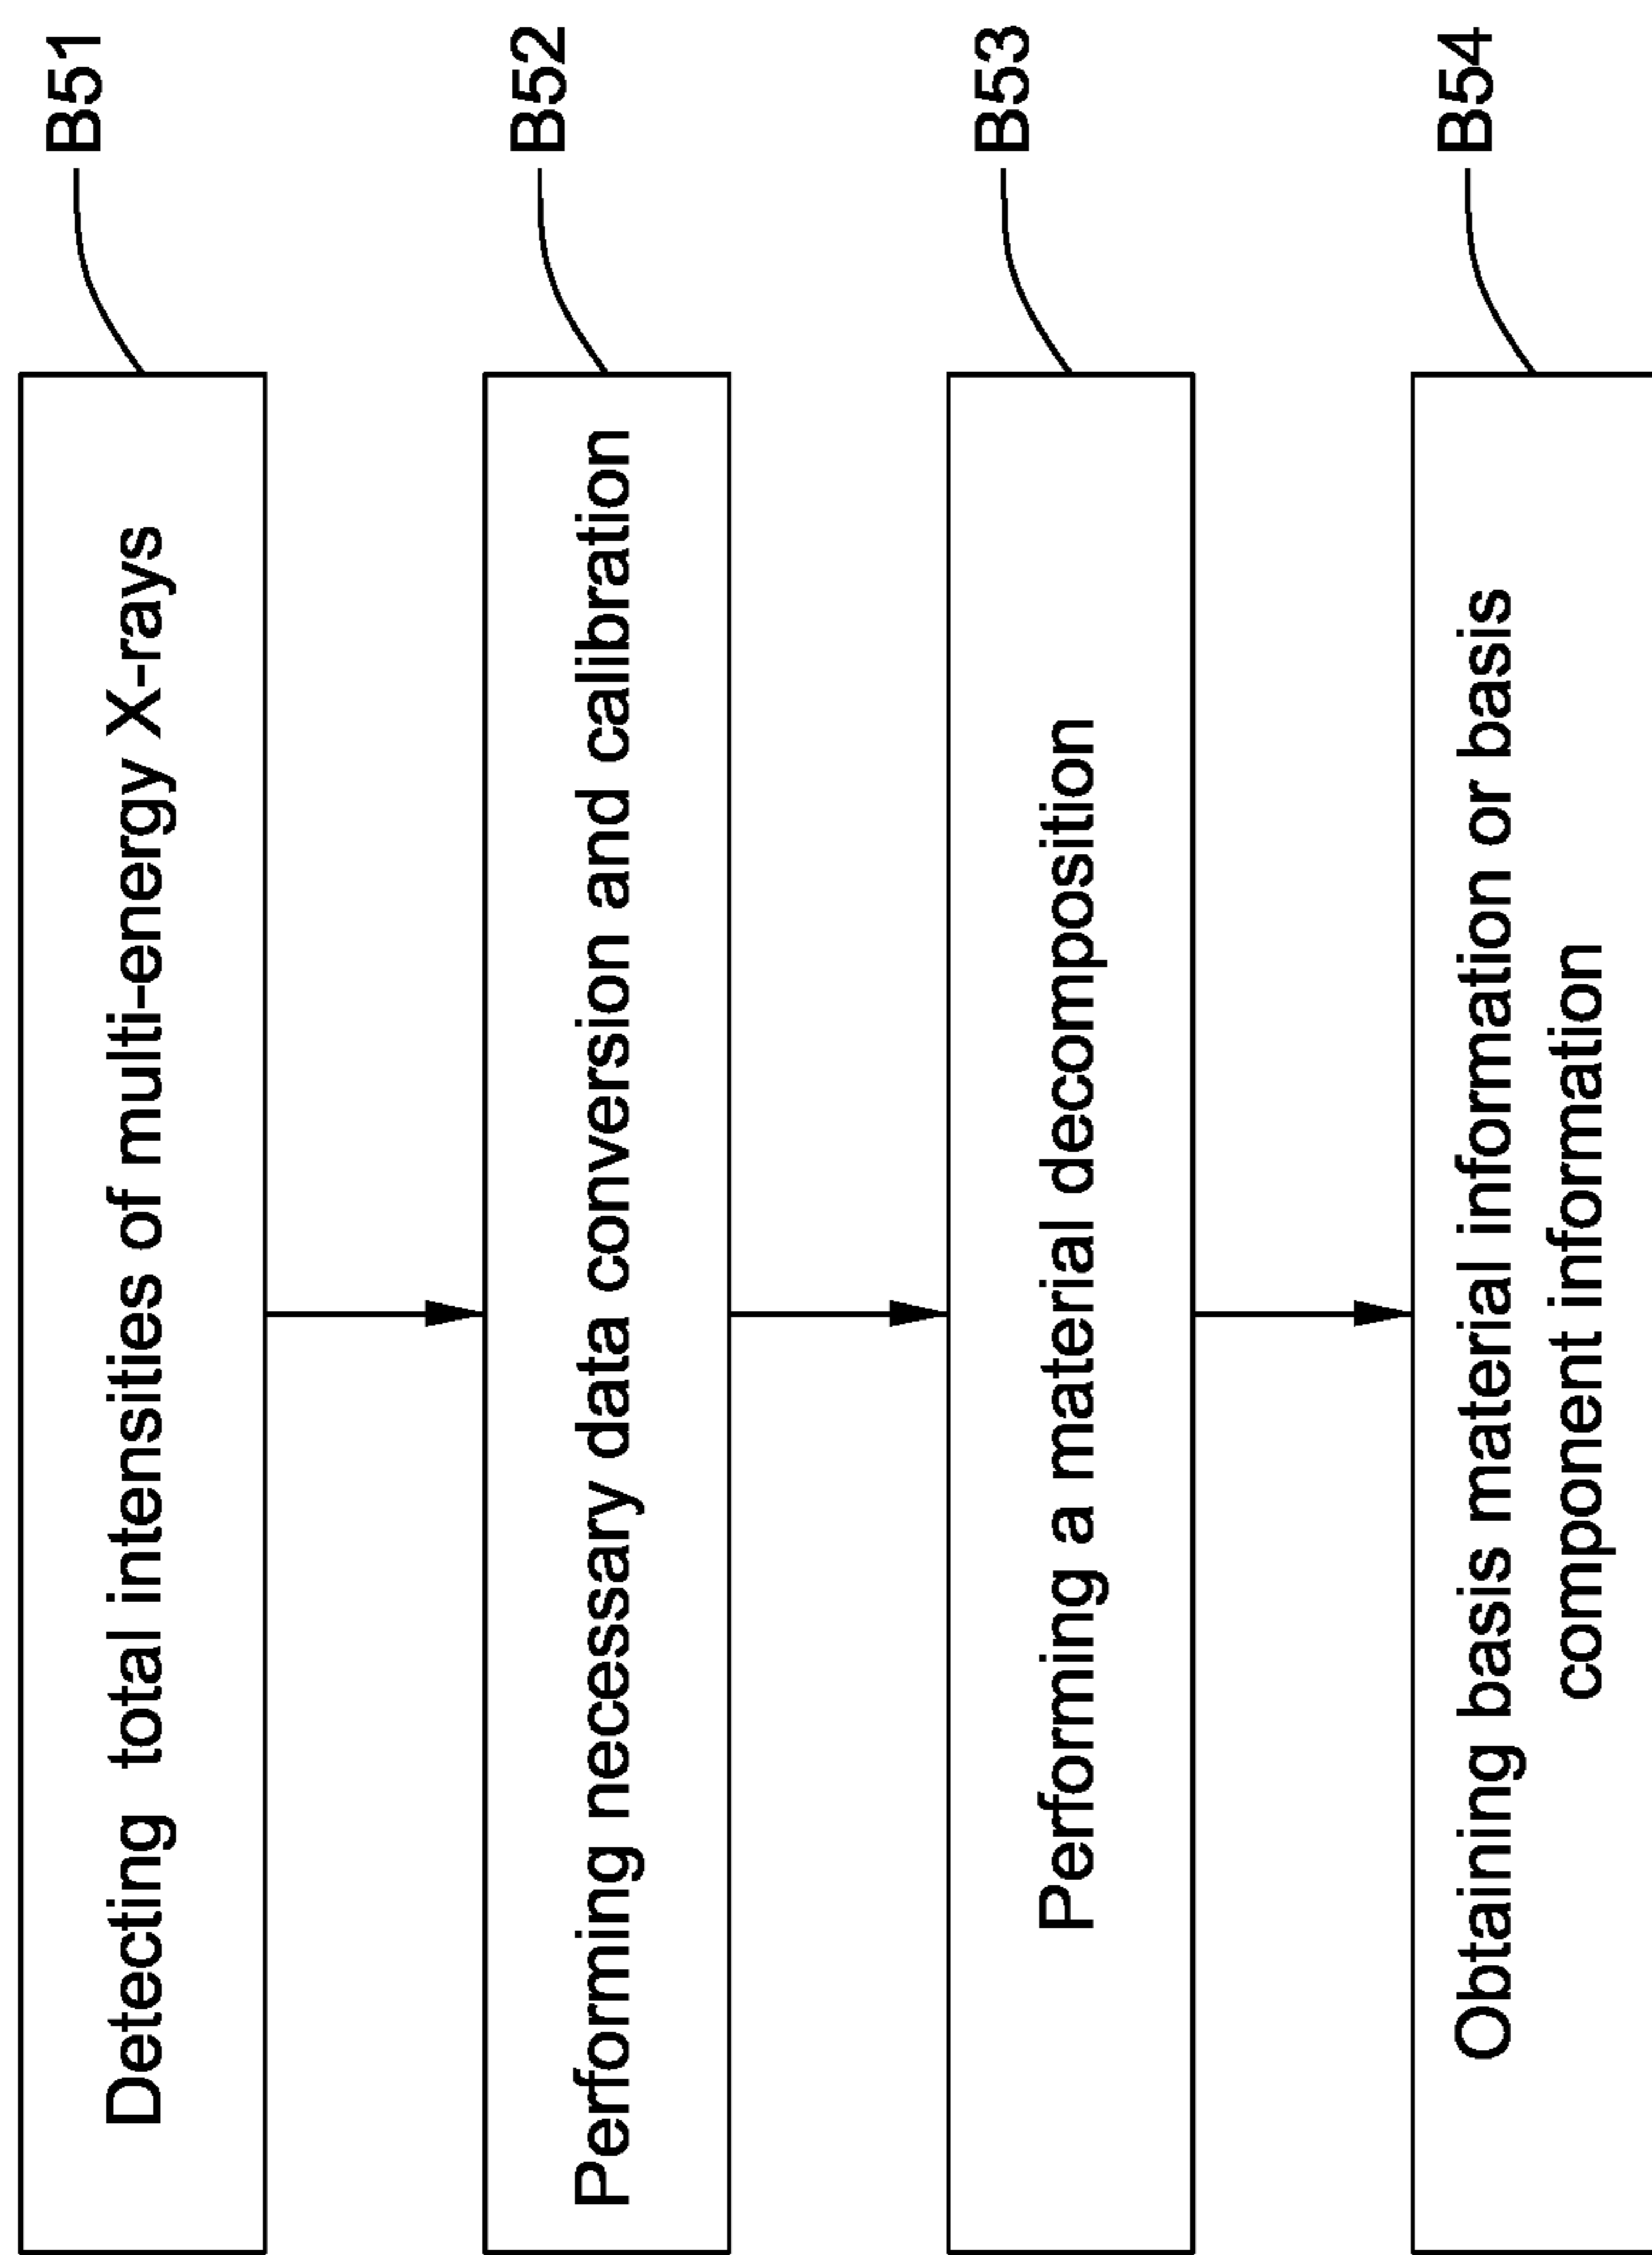 Detecting total intensities of multi-energy X-rays
B51
Performing necessary data conversion and calibration
B52
Performing a material decomposition
B53
Obtaining basis material information or basis
component information
B54